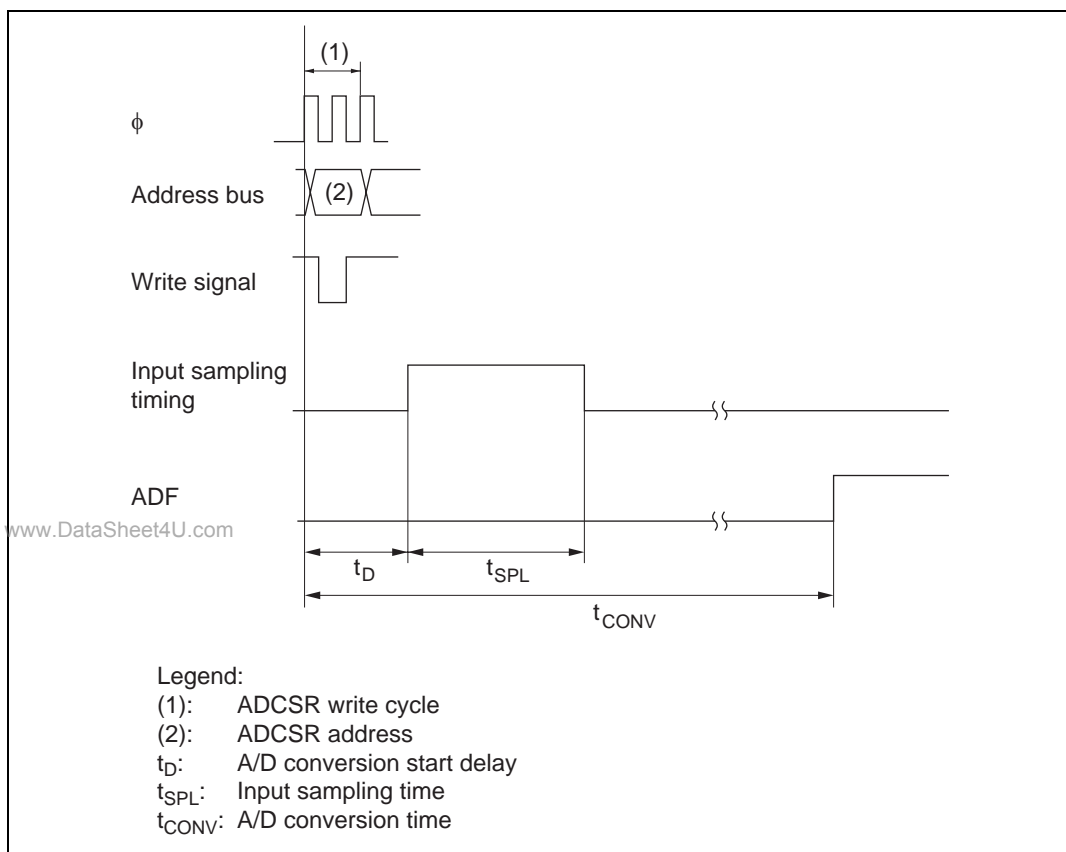 (1)
ϕ
Address bus
(2)
Write signal
Input sampling
timing
ADF
www.DataSheet4U.com
tD
tSPL
tCONV
Legend:
(1): ADCSR write cycle
(2): ADCSR address
tD: A/D conversion start delay
tSPL: Input sampling time
tCONV: A/D conversion time